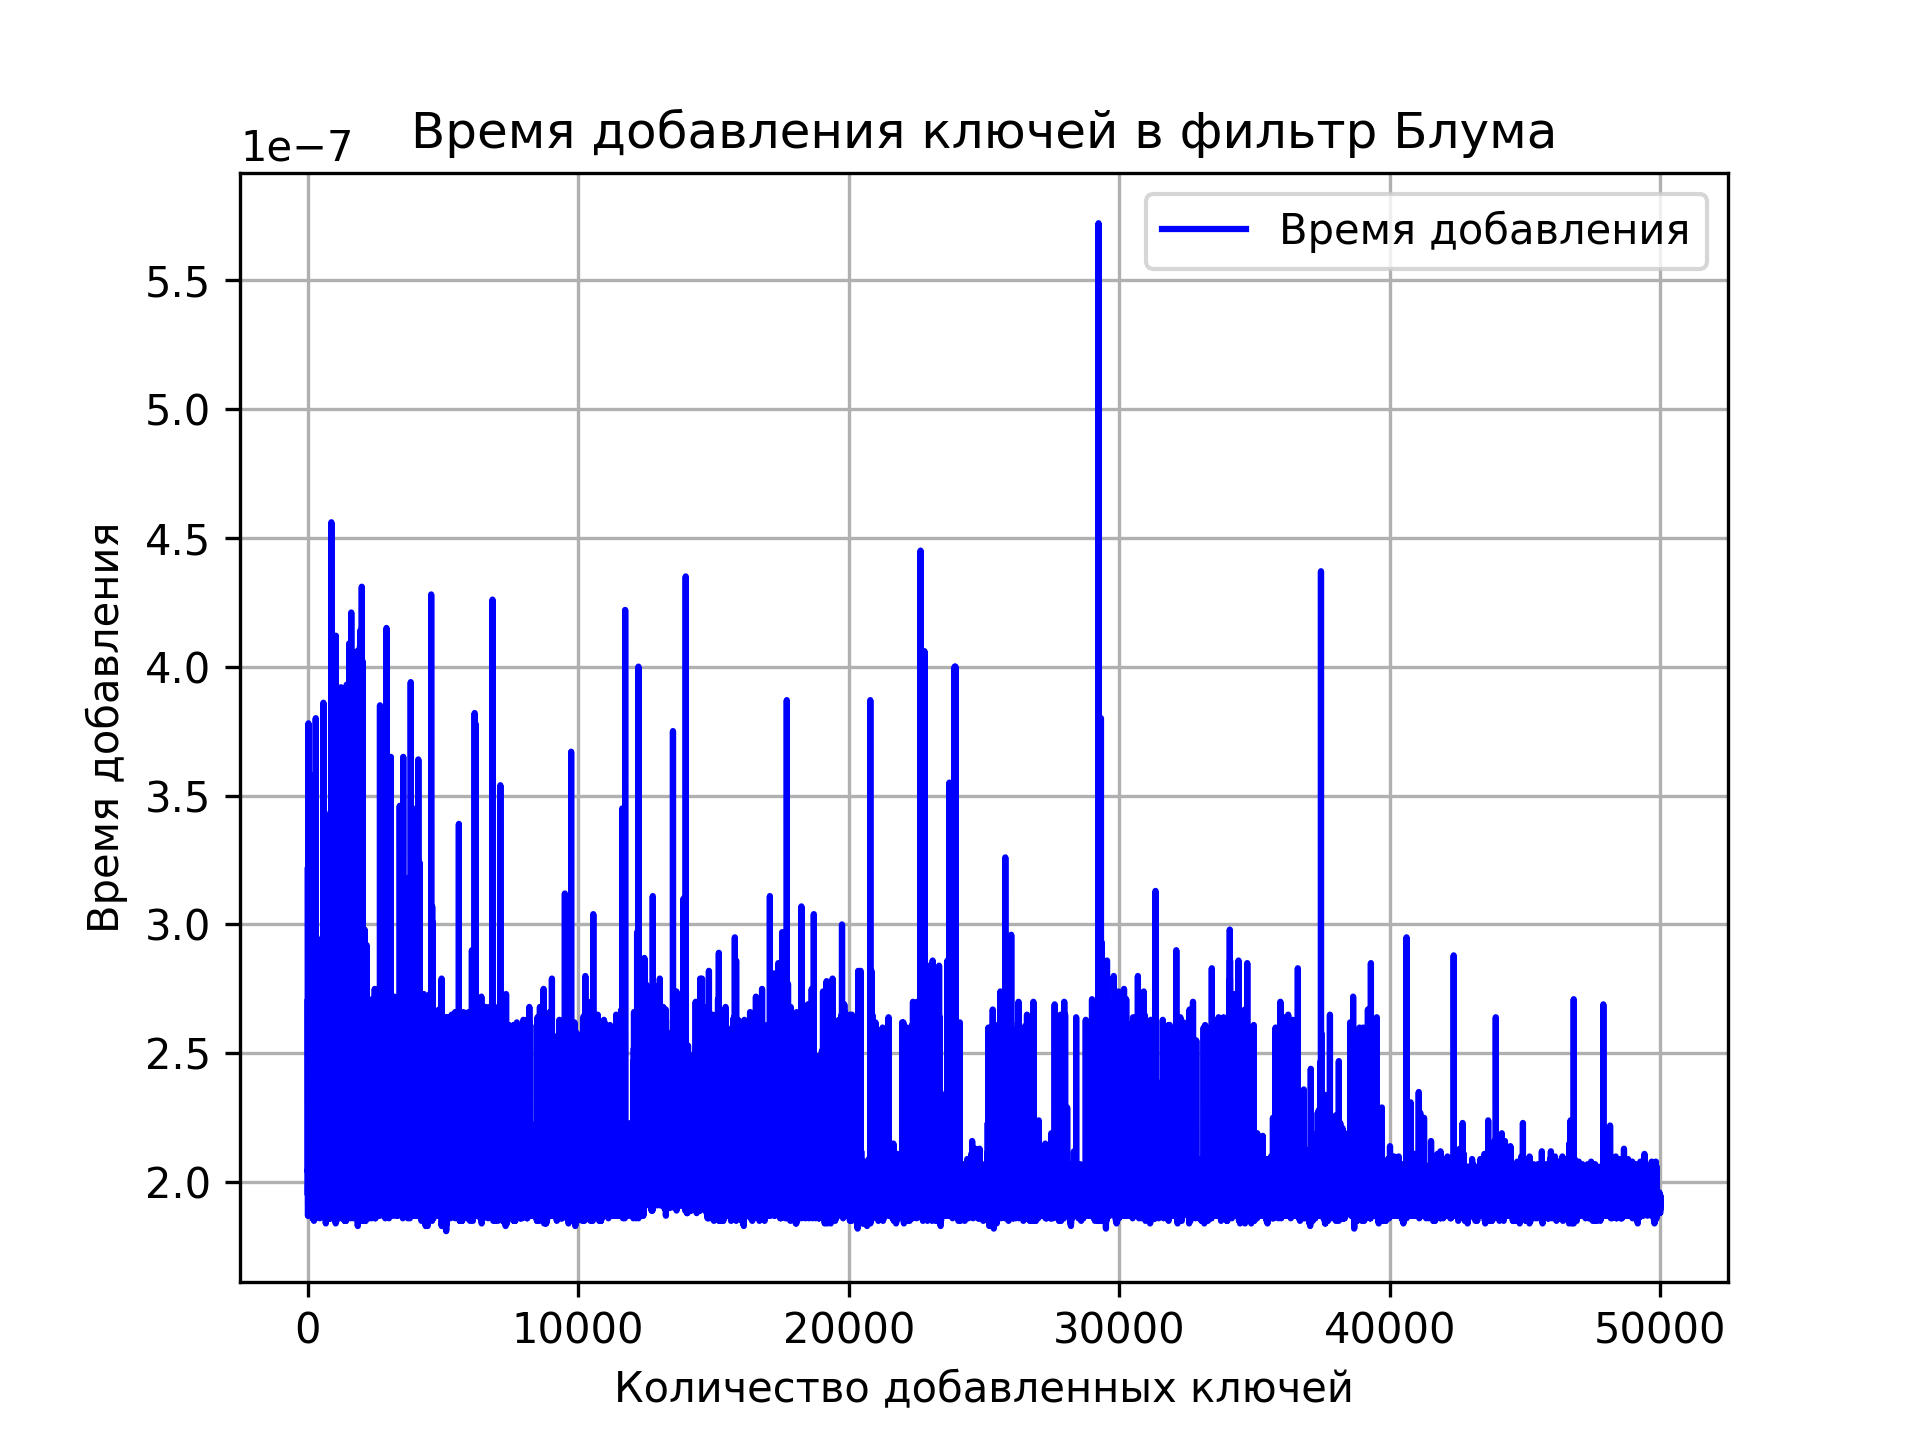 Время добавления ключей в фильтр Блума
1e−7
Время добавления
5.5
5.0
4.5
4.0
3.5
3.0
2.5
2.0
Время добавления
0 10000 20000 30000 40000 50000
Количество добавленных ключей